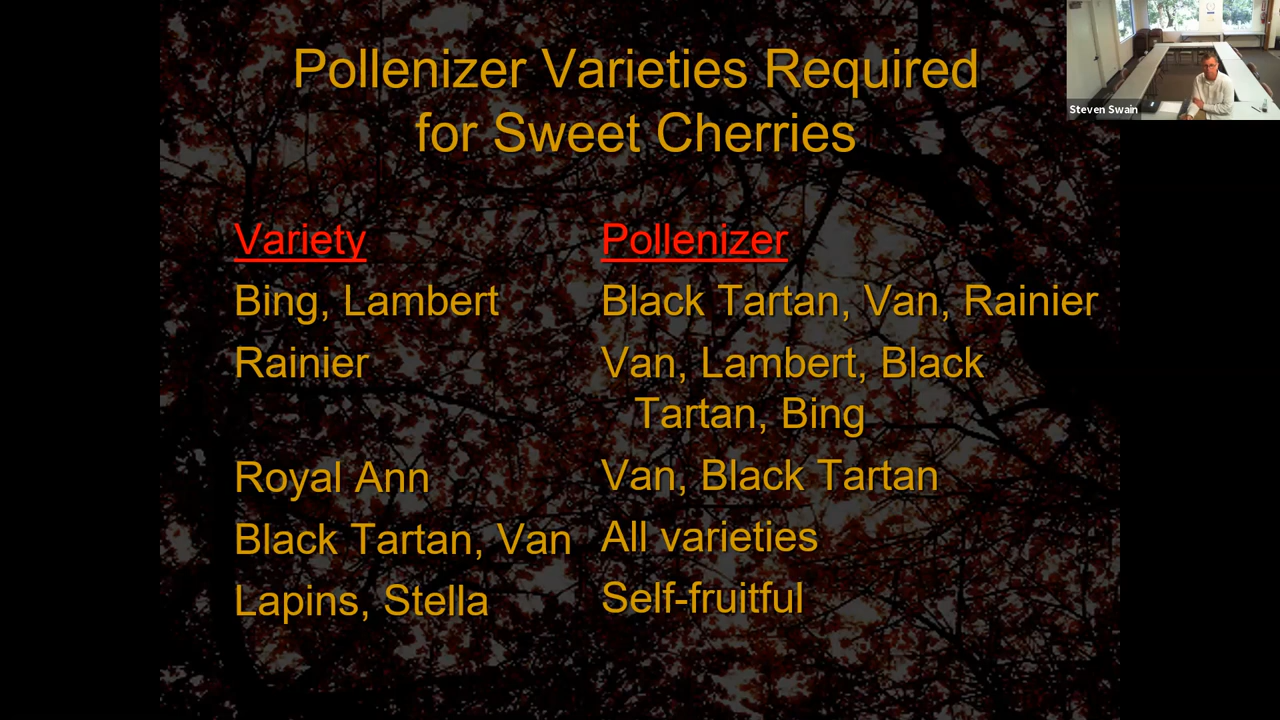 Pollenizer Varieties Required
for Sweet Cherries
Steven Swain
Variety Pollenizer
Bing, Lambert Black Tartan, Van, Rainier
Rainier Van, Lambert, Black
Tartan, Bing
Royal Ann Van, Black Tartan
Black Tartan, Van All varieties
Lapins, Stella Self-fruitful